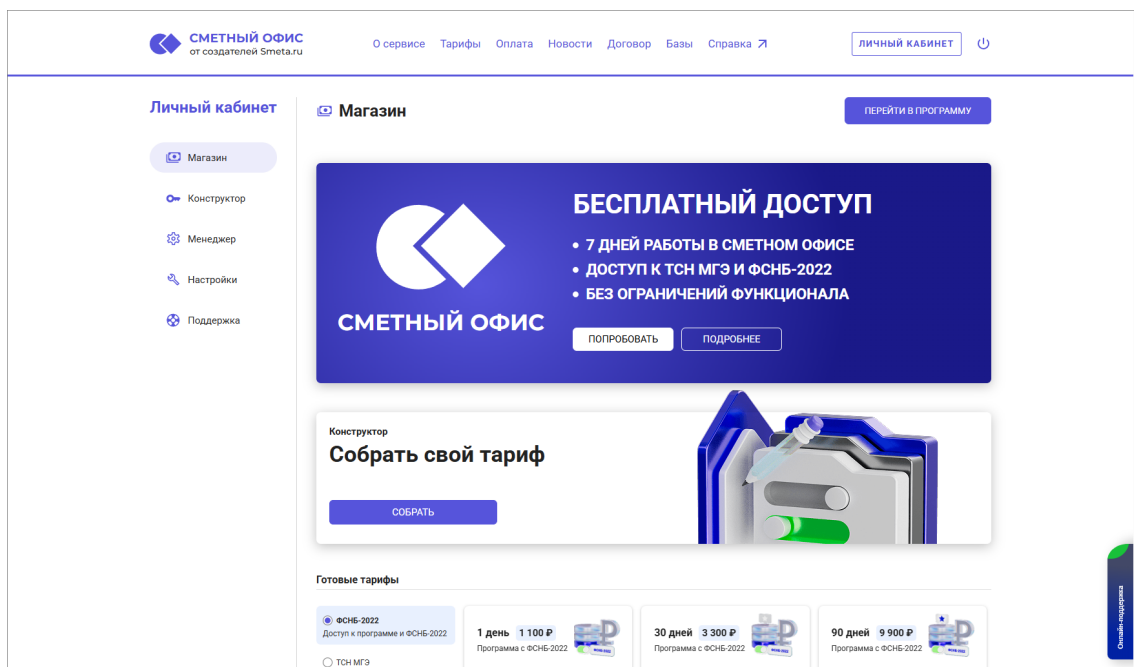 СМЕТНЫЙ ОФИС
от создателей Smeta.ru
О сервисе Тарифы Оплата Новости Договор Базы Справка
ЛИЧНЫЙ КАБИНЕТ
Личный кабинет
Магазин
Конструктор
Менеджер
Настройки
Поддержка
Магазин
ПЕРЕЙТИ В ПРОГРАММУ
СМЕТНЫЙ ОФИС
БЕСПЛАТНЫЙ ДОСТУП
• 7 ДНЕЙ РАБОТЫ В СМЕТНОМ ОФИСЕ
• ДОСТУП К ТСН МГЭ И ФСНБ-2022
• БЕЗ ОГРАНИЧЕНИЙ ФУНКЦИОНАЛА
ПОПРОБОВАТЬ ПОДРОБНЕЕ
Конструктор
Собрать свой тариф
СОБРАТЬ
Готовые тарифы
ФСНБ-2022
Доступ к программе и ФСНБ-2022
ТСН МГЭ
1 день 1 100 ₽
Программа с ФСНБ-2022
30 дней 3 300 ₽
Программа с ФСНБ-2022
90 дней 9 900 ₽
Программа с ФСНБ-2022
Онлайн-поддержка